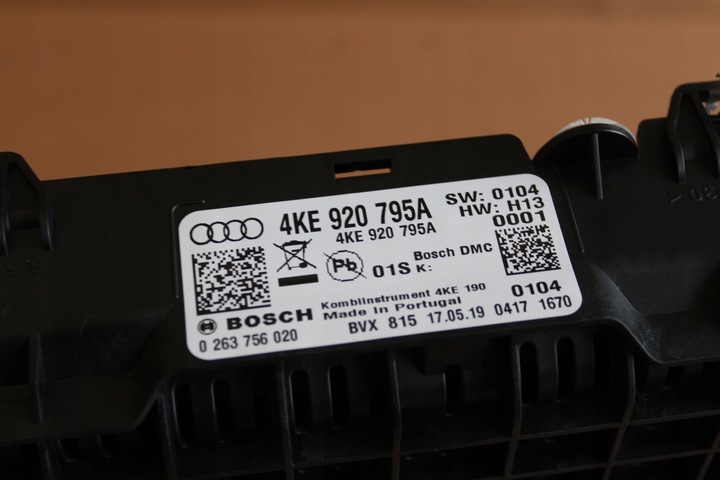 4KE 920 795A
4KE 920 795A
SW: 0104
HW: H13
0001
Pb
01S
Bosch DMC
K:
Kombiinstrument 4KE 190
Made In Portugal
0104
BOSCH
0 263 756 020
BVX 815 17.05.19 0417 1670